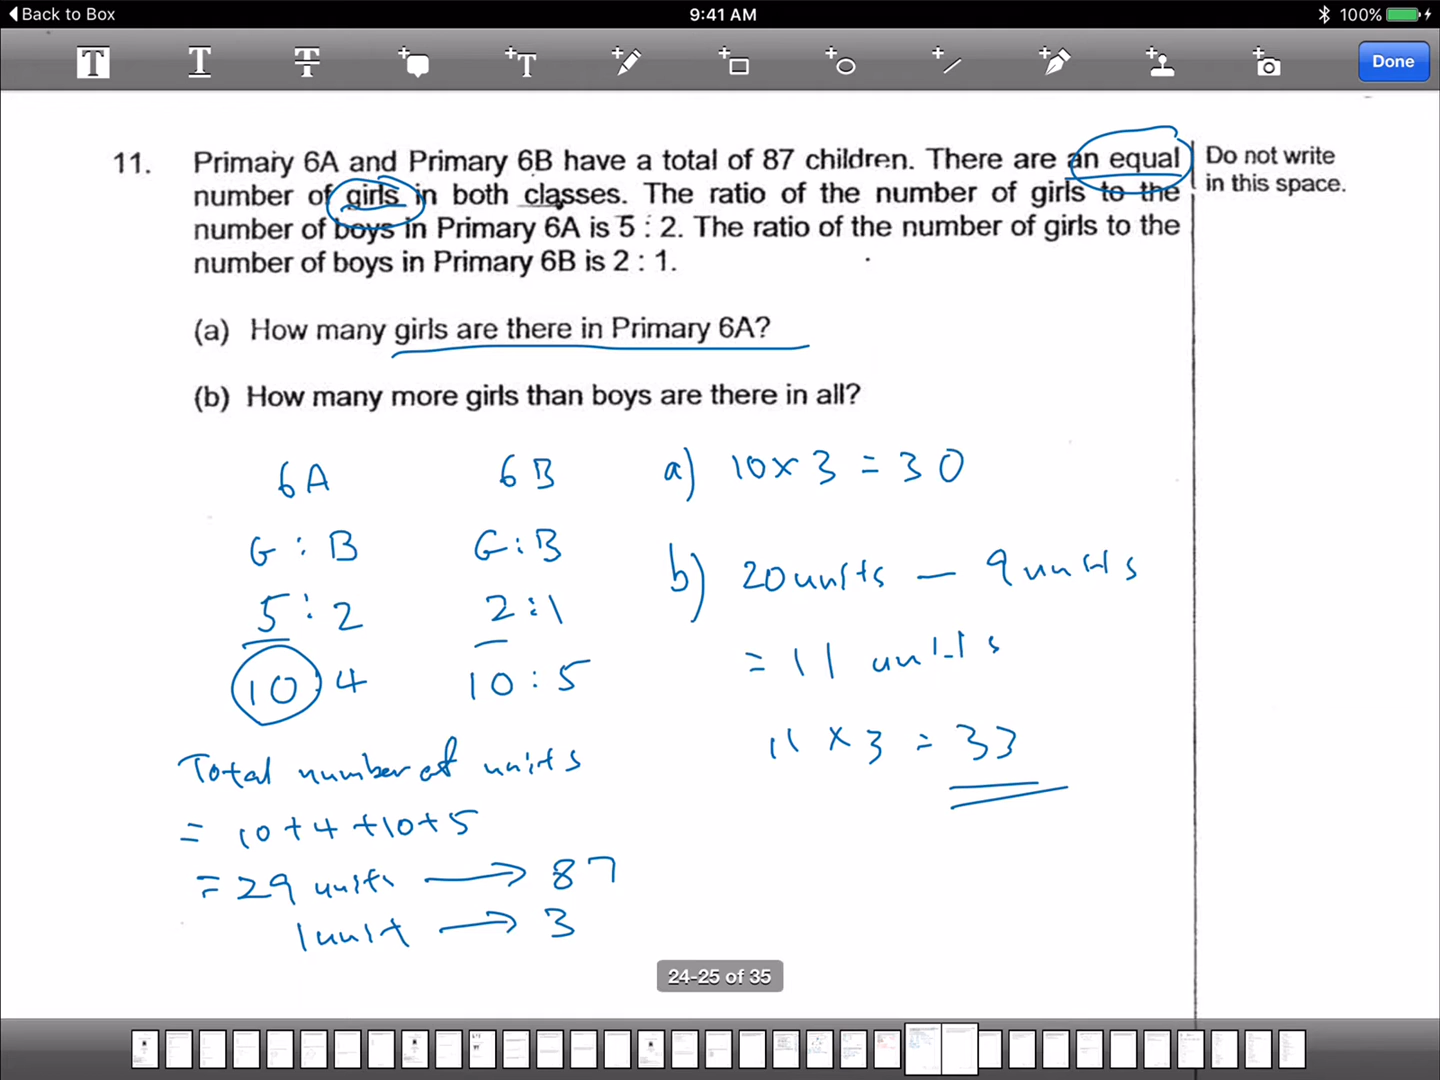 Back to Box
9:41 AM
100%
Done
11. Primary 6A and Primary 6B have a total of 87 children. There are an equal
number of girls in both classes. The ratio of the number of girls to the
number of boys in Primary 6A is 5 : 2. The ratio of the number of girls to the
number of boys in Primary 6B is 2 : 1.
Do not write
in this space.
(a) How many girls are there in Primary 6A?
(b) How many more girls than boys are there in all?
6A
G : B
5 : 2
10 : 4
6B
G : B
2 : 1
10 : 5
Total number of units
= 10 + 4 + 10 + 5
= 29 units → 87
1 unit → 3
a) 10 x 3 = 30
b) 20 units — 9 units
= 11 units
11 x 3 = 33
24-25 of 35